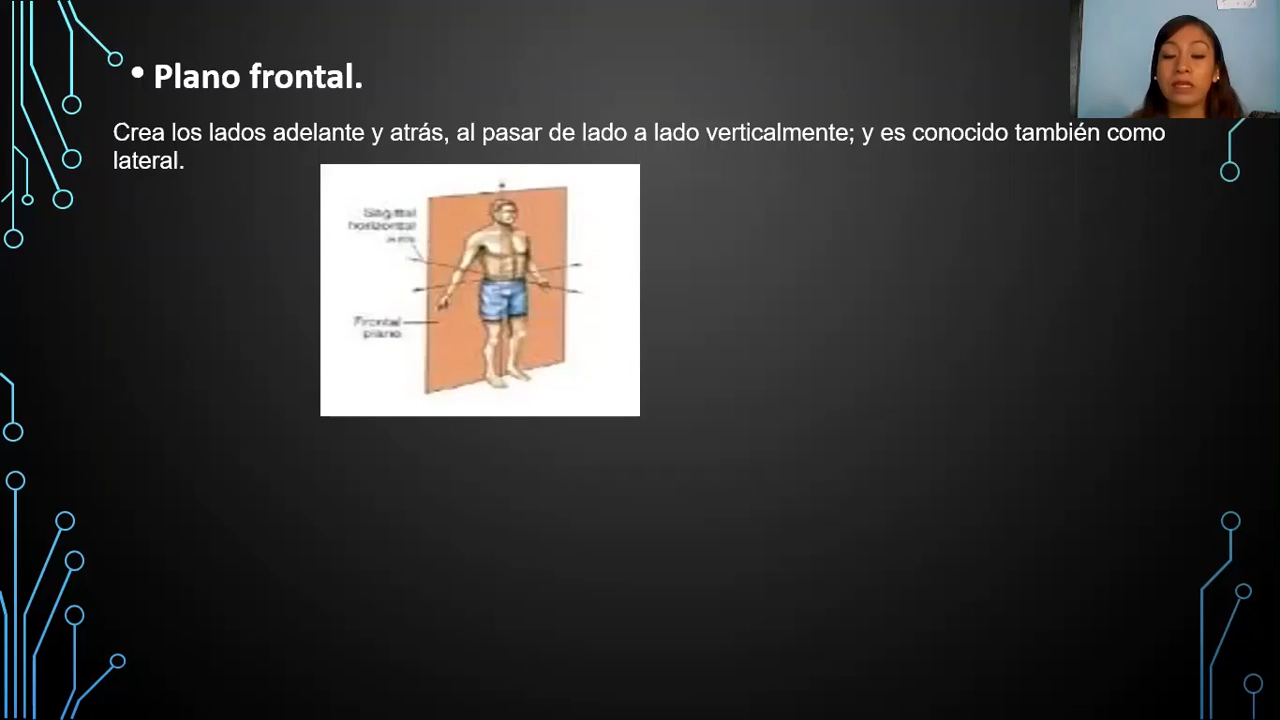 • Plano frontal.
Crea los lados adelante y atrás, al pasar de lado a lado verticalmente; y es conocido también como
lateral.
Sagittal
horizontal
Frontal
plano